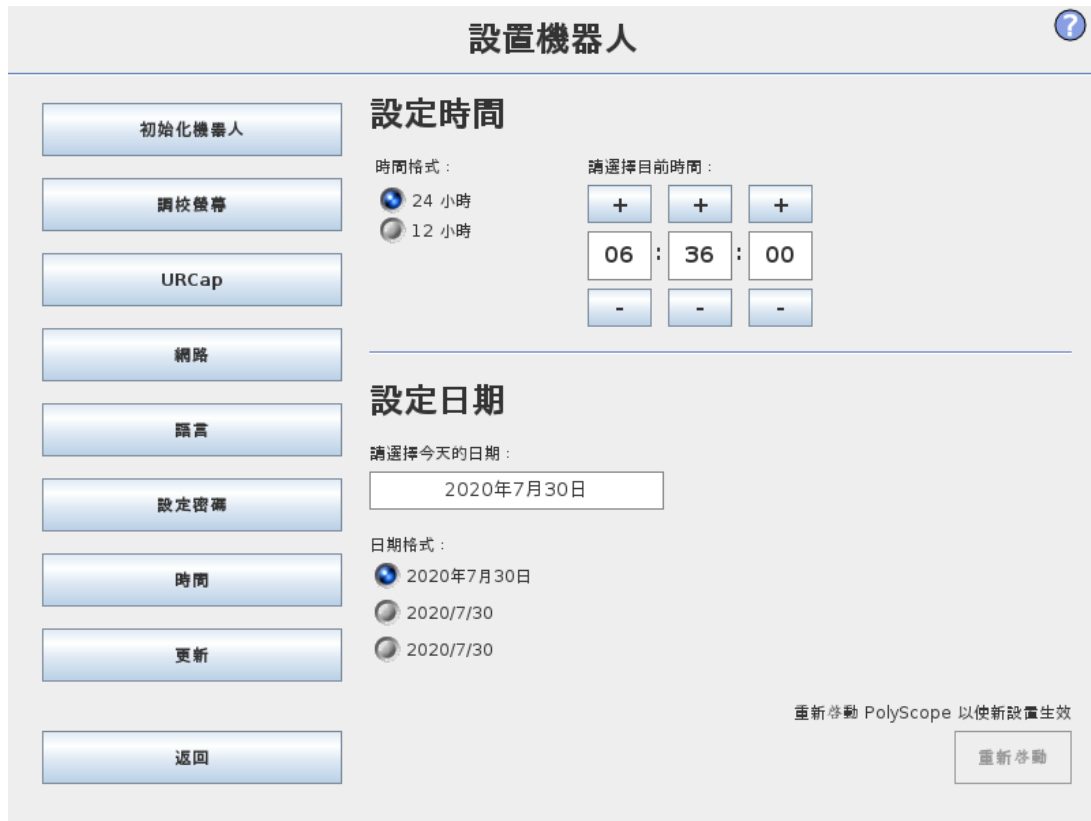 設置機器人
?
初始化機器人
調校螢幕
URCap
網路
語言
設定密碼
時間
更新
返回
設定時間
時間格式：
24 小時
12 小時
請選擇目前時間：
+ + +
06 : 36 : 00
- - -
設定日期
請選擇今天的日期：
2020年7月30日
日期格式：
2020年7月30日
2020/7/30
2020/7/30
重新啓動 PolyScope 以使新設置生效
重新啓動